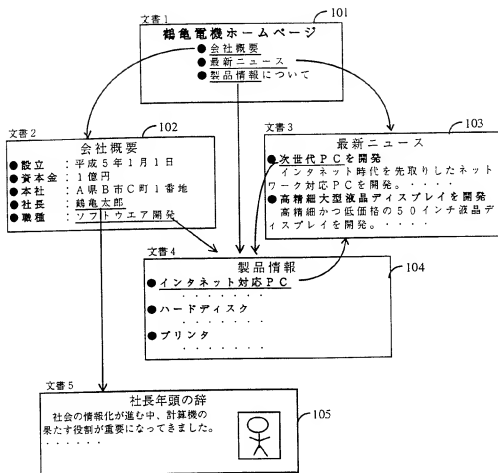 文書1
101
鶴亀電機ホームページ
●会社概要
●最新ニュース
●製品情報について
文書2
102
会社概要
●設立：平成5年1月1日
●資本金：1億円
●本社：A県B市C町1番地
●社長：鶴亀太郎
●職種：ソフトウエア開発
文書3
103
最新ニュース
●次世代PCを開発
インタネット時代を先取りしたネット
ワーク対応PCを開発。・・・・
●高精細大型液晶ディスプレイを開発
高精細かつ低価格の50インチ液晶デ
ィスプレイを開発。・・・・
文書4
104
製品情報
●インタネット対応PC
・・・・・・・
●ハードディスク
・・・・・・・
●プリンタ
・・・・・・・
文書5
105
社長年頭の辞
社会の情報化が進む中、計算機の
果たす役割が重要になってきました。
・・・・・・